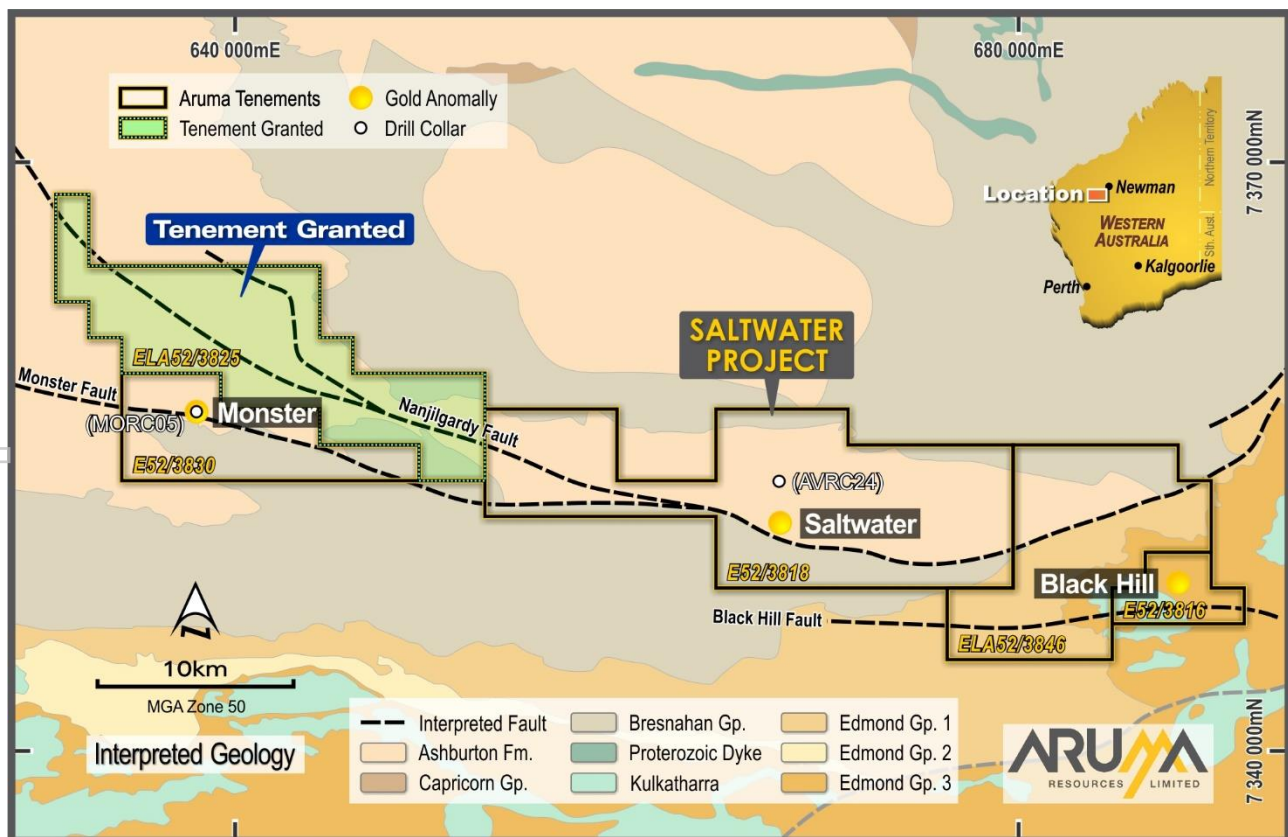 640 000mE
680 000mE
Aruma Tenements
Gold Anomaly
Tenement Granted
Drill Collar
7 370 000mN
Northern Territory
Sth. Aust.
Location
Newman
WESTERN
AUSTRALIA
Kalgoorlie
Perth
Tenement Granted
SALTWATER
PROJECT
ELA52/3825
Monster Fault
(MORC05)
Monster
Nanjilgardy Fault
E52/3830
(AVRC24)
Saltwater
E52/3818
Black Hill
E52/3816
Black Hill Fault
ELA52/3846
N
10km
MGA Zone 50
Interpreted Geology
Interpreted Fault
Bresnahan Gp.
Edmond Gp. 1
Ashburton Fm.
Proterozoic Dyke
Edmond Gp. 2
Capricorn Gp.
Kulkatharra
Edmond Gp. 3
ARUMA
RESOURCES LIMITED
7 340 000mN